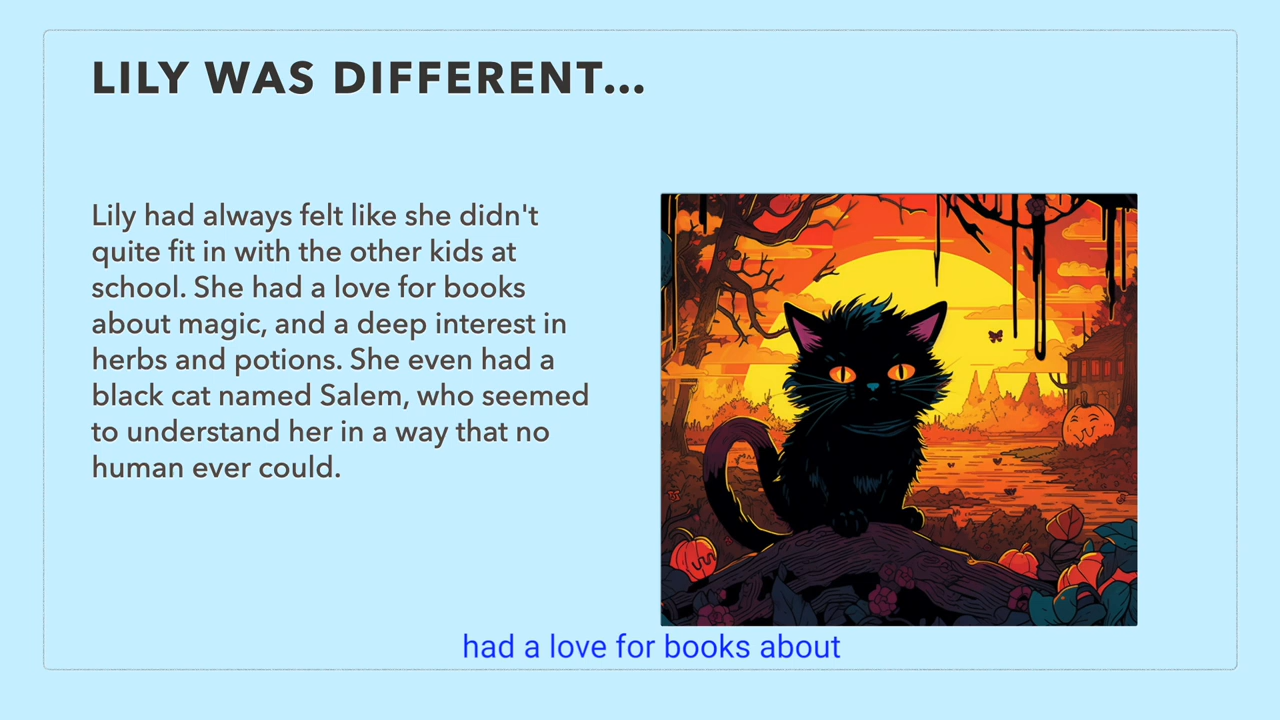 LILY WAS DIFFERENT...
Lily had always felt like she didn't
quite fit in with the other kids at
school. She had a love for books
about magic, and a deep interest in
herbs and potions. She even had a
black cat named Salem, who seemed
to understand her in a way that no
human ever could.
had a love for books about